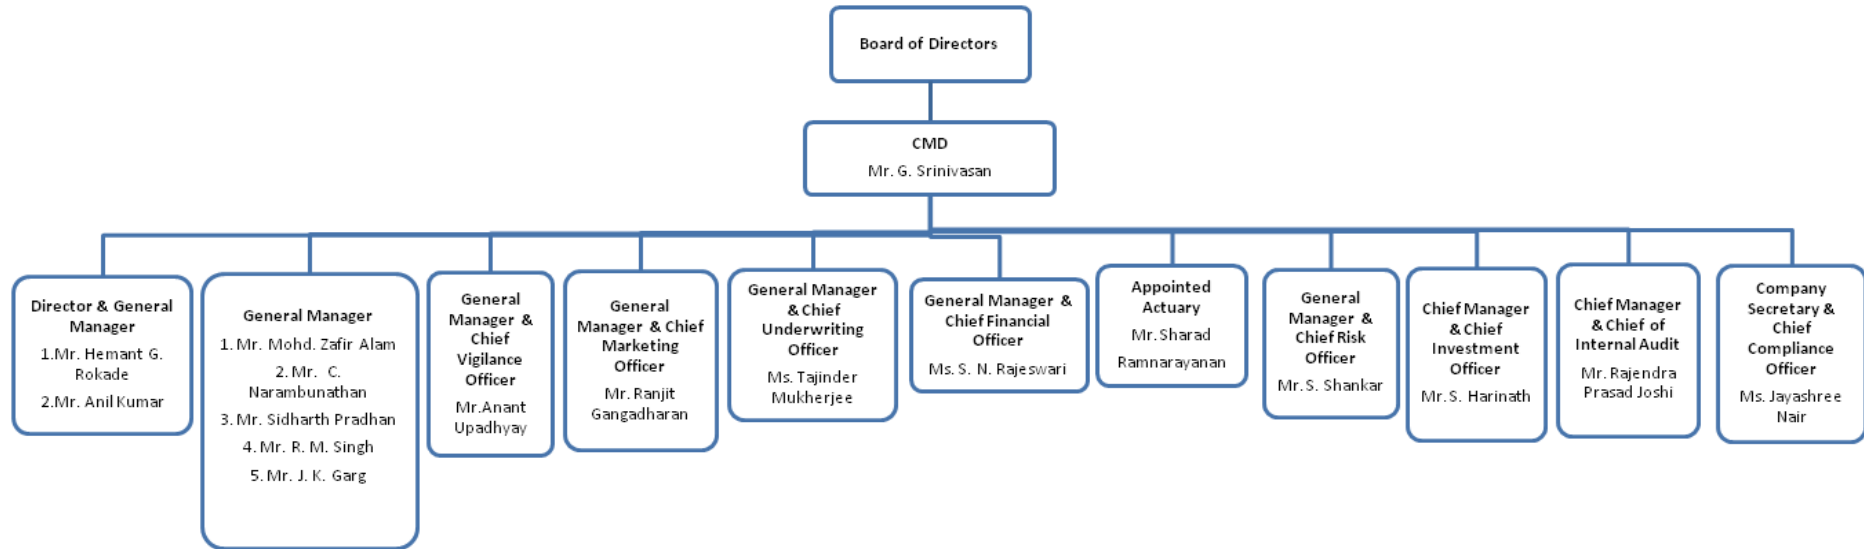 Board of Directors
CMD
Mr. G. Srinivasan
Director & General
Manager
1.Mr. Hemant G.
Rokade
2.Mr. Anil Kumar
General Manager
1. Mr. Mohd. Zafir Alam
2. Mr. C.
Narambunathan
3. Mr. Sidharth Pradhan
4. Mr. R. M. Singh
5. Mr. J. K. Garg
General
Manager &
Chief
Vigilance
Officer
Mr.Anant
Upadhyay
General
Manager & Chief
Marketing
Officer
Mr. Ranjit
Gangadharan
General Manager
& Chief
Underwriting
Officer
Ms. Tajinder
Mukherjee
General Manager &
Chief Financial
Officer
Ms. S. N. Rajeswari
Appointed
Actuary
Mr. Sharad
Ramnarayanan
General
Manager &
Chief Risk
Officer
Mr. S. Shankar
Chief Manager
& Chief
Investment
Officer
Mr. S. Harinath
Chief Manager
& Chief of
Internal Audit
Mr. Rajendra
Prasad Joshi
Company
Secretary &
Chief
Compliance
Officer
Ms. Jayashree
Nair